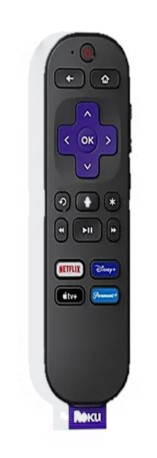 OK
NETFLIX
Disney+
tv+
Paramount+
Roku